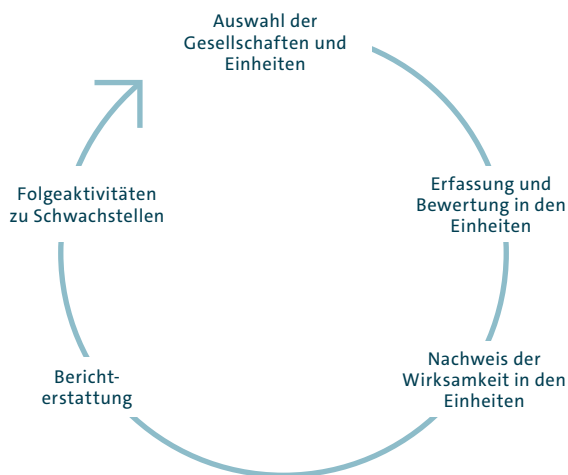 Auswahl der
Gesellschaften und
Einheiten
Erfassung und
Bewertung in den
Einheiten
Nachweis der
Wirksamkeit in den
Einheiten
Bericht-
erstattung
Folgeaktivitäten
zu Schwachstellen